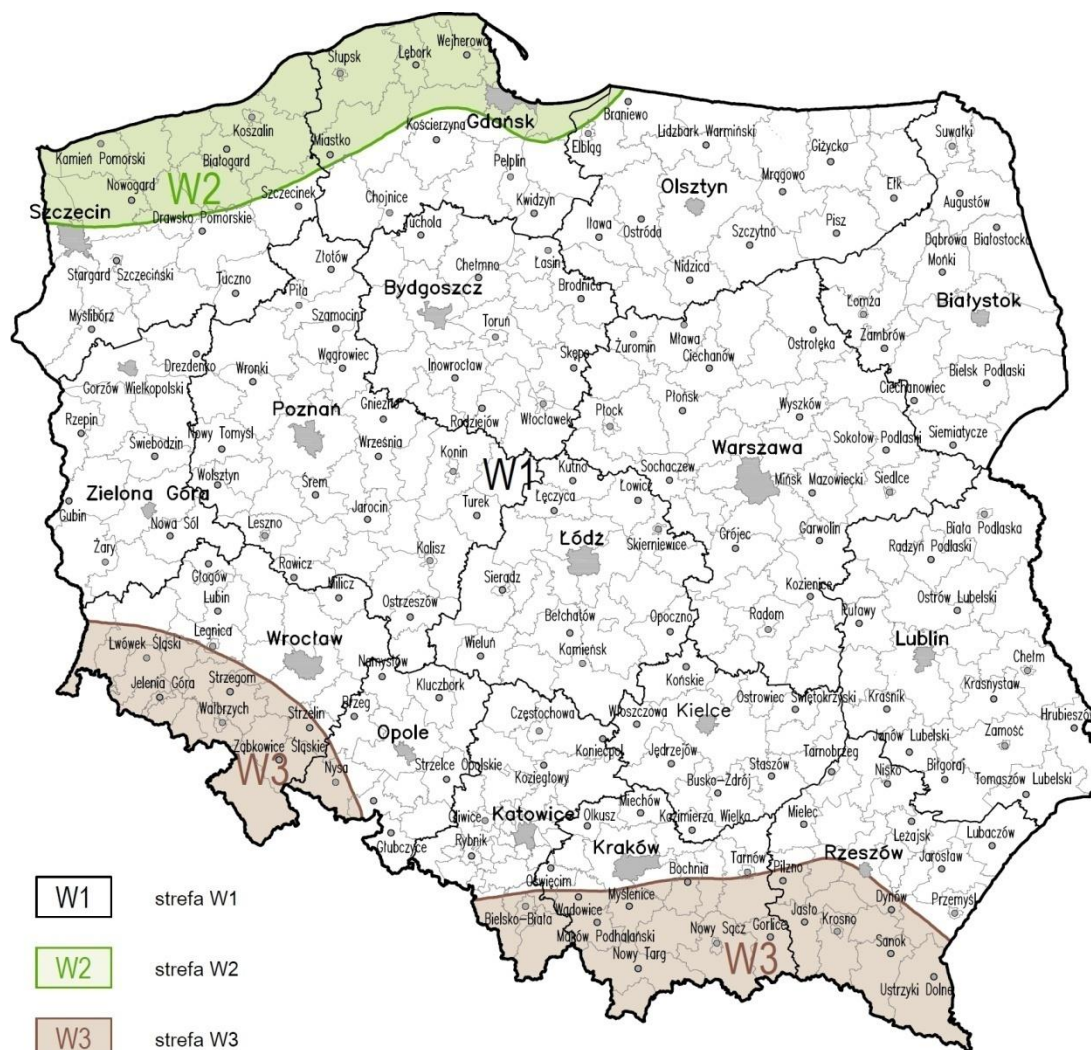 Wejherowo
Lębork
Słupsk
Koszalin
Gdańsk
Braniewo
Kościerzyna
Miastko
Elbląg
Lidzbark Warmiński
Giżycko
Suwałki
Kamień Pomorski
Białogard
Pelplin
Mrągowo
Nowogard
W2
Szczecinek
Chojnice
Kwidzyn
Olsztyn
Ełk
Augustów
Szczecin
Drawsko Pomorskie
Tuchola
Iława
Ostróda
Szczytno
Pisz
Dąbrowa Białostocka
Mońki
Złotów
Chełmno
Łasin
Nidzica
Stargard Szczeciński
Tuczno
Piła
Bydgoszcz
Brodnica
Łomża
Białystok
Myślibórz
Szamocin
Toruń
Mława
Żuromin
Ciechanów
Ostrołęka
Zambrów
Drezdenko
Wronki
Wągrowiec
Skępe
Inowrocław
Bielsk Podlaski
Gorzów Wielkopolski
Ciechanowiec
Rzepin
Poznań
Gniezno
Radziejów
Włocławek
Płock
Płońsk
Wyszków
Świebodzin
Nowy Tomyśl
Września
Konin
W1
Kutno
Sochaczew
Warszawa
Sokołow Podlaski
Siemiatycze
Wolsztyn
Śrem
Łęczyca
Łowicz
Mińsk Mazowiecki
Siedlce
Zielona Góra
Gubin
Nowa Sól
Leszno
Jarocin
Turek
Łódź
Skierniewice
Grójec
Garwolin
Biała Podlaska
Radzyń Podlaski
Żary
Głogów
Rawicz
Kalisz
Sieradz
Kozienice
Lubin
Milicz
Ostrzeszów
Bełchatów
Opoczno
Radom
Puławy
Ostrów Lubelski
Legnica
Wrocław
Wieluń
Kamieńsk
Lublin
Chełm
Lwówek Śląski
Namysłów
Końskie
Jelenia Góra
Strzegom
Kluczbork
Ostrowiec Świętokrzyski
Kraśnik
Krasnystaw
Wałbrzych
Strzelin
Brzeg
Częstochowa
Włoszczowa
Kielce
Hrubieszów
Opole
Koniecpol
Jędrzejów
Tarnobrzeg
Janów Lubelski
Zamość
Ząbkowice Śląskie
W3
Nysa
Strzelce Opolskie
Koziegłowy
Staszów
Nisko
Biłgoraj
Busko-Zdrój
Tomaszów Lubelski
Miechów
Gliwice
Katowice
Olkusz
Kazimierza Wielka
Mielec
Głubczyce
Rybnik
Kraków
Leżajsk
Lubaczów
Oświęcim
Bochnia
Tarnów
Pilzno
Rzeszów
Jarosław
W1
strefa W1
Bielsko-Biała
Wadowice
Myślenice
Dynów
Przemyśl
Maków Podhalański
Nowy Sącz
Gorlice
Jasło
Krosno
Nowy Targ
W3
Sanok
W2
strefa W2
Ustrzyki Dolne
W3
strefa W3